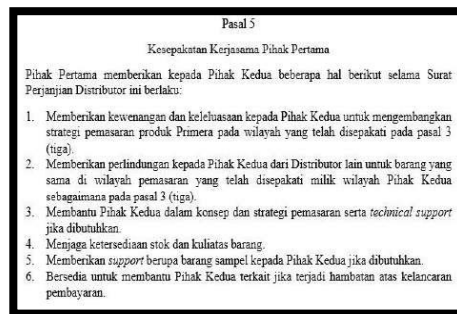 Pasal 5
Kesepakatan Kerjasama Pihak Pertama
Pihak Pertama memberikan kepada Pihak Kedua beberapa hal berikut selama Surat
Perjanjian Distributor ini berlaku:
1. Memberikan kewenangan dan keleluasaan kepada Pihak Kedua untuk mengembangkan
strategi pemasaran produk Primera pada wilayah yang telah disepakati pada pasal 3
(tiga).
2. Memberikan perlindungan kepada Pihak Kedua dari Distributor lain untuk barang yang
sama di wilayah pemasaran yang telah disepakati milik wilayah Pihak Kedua
sebagaimana pada pasal 3 (tiga).
3. Membantu Pihak Kedua dalam konsep dan strategi pemasaran serta technical support
jika dibutuhkan.
4. Menjaga ketersediaan stok dan kuliatas barang.
5. Memberikan support berupa barang sampel kepada Pihak Kedua jika dibutuhkan.
6. Bersedia untuk membantu Pihak Kedua terkait jika terjadi hambatan atas kelancaran
pembayaran.